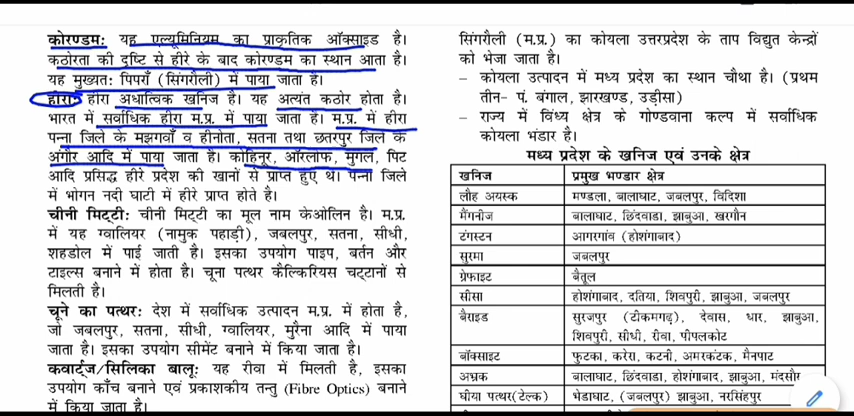 कोरण्डम: यह एल्यूमिनियम का प्राकृतिक ऑक्साइड है।
कठोरता की दृष्टि से हीरे के बाद कोरण्डम का स्थान आता है।
यह मुख्यत: पिपराँ (सिंगरौली) में पाया जाता है।
हीरा: हीरा अधात्विक खनिज है। यह अत्यंत कठोर होता है।
भारत में सर्वाधिक हीरा म.प्र. में पाया जाता है। म.प्र. में हीरा
पन्ना जिले के मझगवाँ व हीनोता, सतना तथा छतरपुर जिले के
अंगौर आदि में पाया जाता है। कोहिनूर, ऑरलोफ, मुगल, पिट
आदि प्रसिद्ध हीरे प्रदेश की खानों से प्राप्त हुए थे। पन्ना जिले
में भोगन नदी घाटी में हीरे प्राप्त होते है।
चीनी मिट्टी: चीनी मिट्टी का मूल नाम केओलिन है। म.प्र.
में यह ग्वालियर (नामुक पहाड़ी), जबलपुर, सतना, सीधी,
शहडोल में पाई जाती है। इसका उपयोग पाइप, बर्तन और
टाइल्स बनाने में होता है। चूना पत्थर कैल्किरियस चट्टानों से
मिलती है।
चूने का पत्थर: देश में सर्वाधिक उत्पादन म.प्र. में होता है,
जो जबलपुर, सतना, सीधी, ग्वालियर, मुरैना आदि में पाया
जाता है। इसका उपयोग सीमेंट बनाने में किया जाता है।
कवार्ट्ज/सिलिका बालू: यह रीवा में मिलती है, इसका
उपयोग काँच बनाने एवं प्रकाशकीय तन्तु (Fibre Optics) बनाने
में किया जाता है।
सिंगरौली (म.प्र.) का कोयला उत्तरप्रदेश के ताप विद्युत केन्द्रों
को भेजा जाता है।
– कोयला उत्पादन में मध्य प्रदेश का स्थान चौथा है। (प्रथम
तीन- पं. बंगाल, झारखण्ड, उड़ीसा)
– राज्य में विंध्य क्षेत्र के गोण्डवाना कल्प में सर्वाधिक
कोयला भंडार है।
मध्य प्रदेश के खनिज एवं उनके क्षेत्र
खनिज प्रमुख भण्डार क्षेत्र
लौह अयस्क मण्डला, बालाघाट, जबलपुर, विदिशा
मैंगनीज बालाघाट, छिंदवाडा, झाबुआ, खरगौन
टंगस्टन आगरगांव (होशंगाबाद)
सुरमा जबलपुर
ग्रेफाइट बैतूल
सीसा होशंगाबाद, दतिया, शिवपुरी, झाबुआ, जबलपुर
बैराइड सुरजपुर (टीकमगढ़), देवास, धार, झाबुआ,
शिवपुरी, सीधी, रीवा, पीपलकोट
बॉक्साइट फुटका, करेरा, कटनी, अमरकंटक, मैनपाट
अभ्रक बालाघाट, छिंदवाडा, होशंगाबाद, झाबुआ, मंदसौर
घीया पत्थर(टेल्क) भेडाघाट, (जबलपुर) झाबुआ, नरसिंहपुर